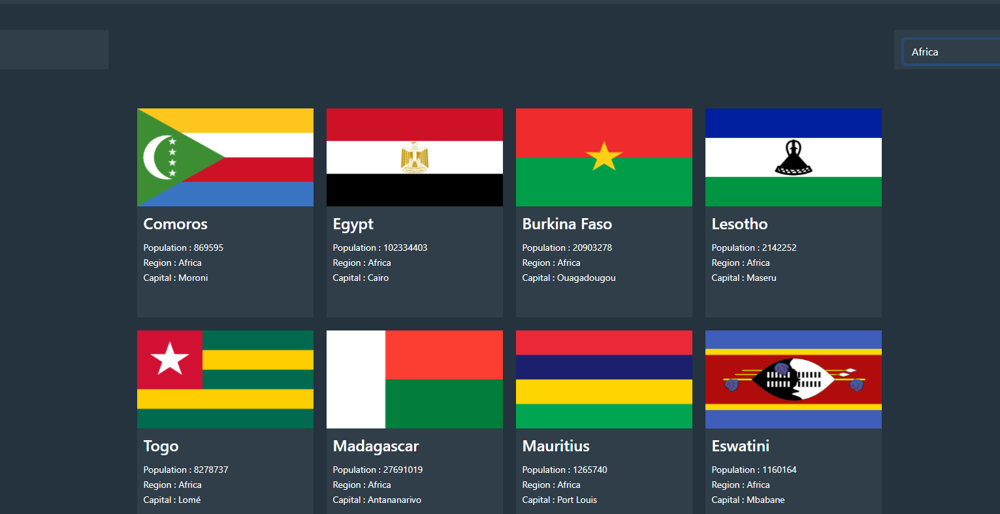 Africa
Comoros
Population : 869595
Region : Africa
Capital : Moroni
Egypt
Population : 102334403
Region : Africa
Capital : Cairo
Burkina Faso
Population : 20903278
Region : Africa
Capital : Ouagadougou
Lesotho
Population : 2142252
Region : Africa
Capital : Maseru
Togo
Population : 8278737
Region : Africa
Capital : Lomé
Madagascar
Population : 27691019
Region : Africa
Capital : Antananarivo
Mauritius
Population : 1265740
Region : Africa
Capital : Port Louis
Eswatini
Population : 1160164
Region : Africa
Capital : Mbabane